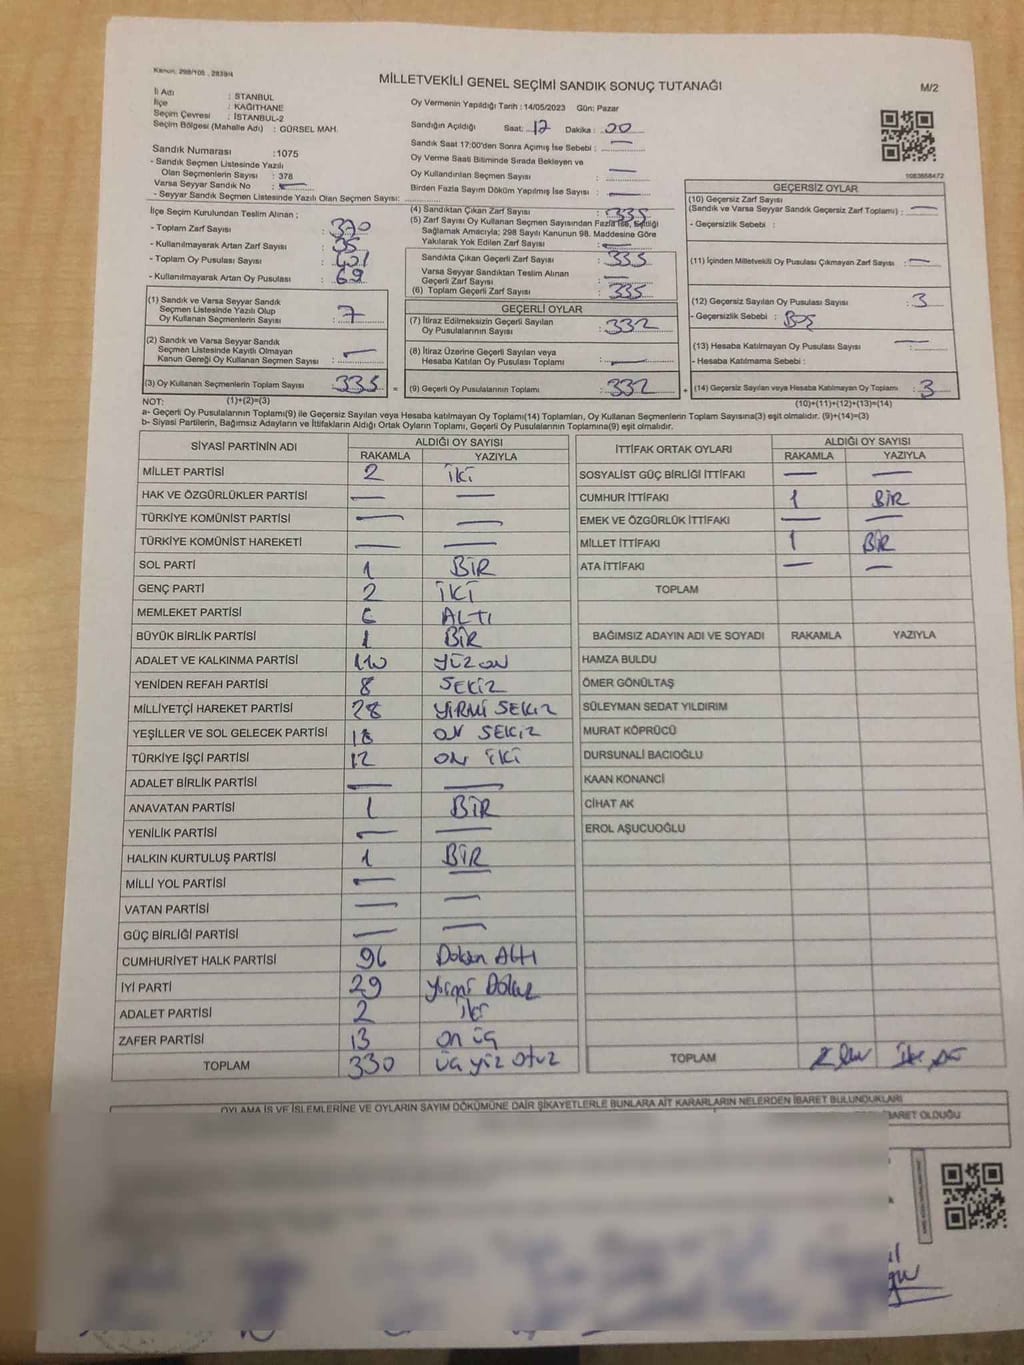 Kanun: 298/105 , 2839/4
MİLLETVEKİLİ GENEL SEÇİMİ SANDIK SONUÇ TUTANAĞI
M/2
İl Adı : STANBUL
İlçe : KAĞITHANE
Seçim Çevresi : İSTANBUL-2
Seçim Bölgesi (Mahalle Adı) : GÜRSEL MAH.
Oy Vermenin Yapıldığı Tarih : 14/05/2023 Gün: Pazar
Sandığın Açıldığı Saat: 17 Dakika : 00
Sandık Saat 17:00'den Sonra Açımış İse Sebebi : —
Oy Verme Saati Bitiminde Sırada Bekleyen ve
Oy Kullandırılan Seçmen Sayısı : —
Birden Fazla Sayım Döküm Yapılmış İse Sayısı : —
Sandık Numarası :1075
- Sandık Seçmen Listesinde Yazılı
Olan Seçmenlerin Sayısı : 378
Varsa Seyyar Sandık No : —
- Seyyar Sandık Seçmen Listesinde Yazılı Olan Seçmen Sayısı:
İlçe Seçim Kurulundan Teslim Alınan ;
- Toplam Zarf Sayısı : 370
- Kullanılmayarak Artan Zarf Sayısı : 35
- Toplam Oy Pusulası Sayısı : 401
- Kullanılmayarak Artan Oy Pusulası : 69
(1) Sandık ve Varsa Seyyar Sandık
Seçmen Listesinde Yazılı Olup
Oy Kullanan Seçmenlerin Sayısı : 7
(2) Sandık ve Varsa Seyyar Sandık
Seçmen Listesinde Kayıtlı Olmayan
Kanun Gereği Oy Kullanan Seçmen Sayısı : —
(3) Oy Kullanan Seçmenlerin Toplam Sayısı 335 =
(4) Sandıktan Çıkan Zarf Sayısı : 335
(5) Zarf Sayısı Oy Kullanan Seçmen Sayısından Fazla İse, Eşitliği
Sağlamak Amacıyla; 298 Sayılı Kanunun 98. Maddesine Göre
Yakılarak Yok Edilen Zarf Sayısı : —
Sandıkta Çıkan Geçerli Zarf Sayısı : 335
Varsa Seyyar Sandıktan Teslim Alınan
Geçerli Zarf Sayısı : —
(6) Toplam Geçerli Zarf Sayısı : 335
GEÇERLİ OYLAR
(7) İtiraz Edilmeksizin Geçerli Sayılan
Oy Pusulalarının Sayısı : 332
(8) İtiraz Üzerine Geçerli Sayılan veya
Hesaba Katılan Oy Pusulası Toplamı : —
(9) Geçerli Oy Pusulalarının Toplamı : 332 +
1083658472
GEÇERSİZ OYLAR
(10) Geçersiz Zarf Sayısı
(Sandık ve Varsa Seyyar Sandık Geçersiz Zarf Toplamı) : —
- Geçersizlik Sebebi :
(11) İçinden Milletvekili Oy Pusulası Çıkmayan Zarf Sayısı : —
(12) Geçersiz Sayılan Oy Pusulası Sayısı : 3
- Geçersizlik Sebebi : Boş
(13) Hesaba Katılmayan Oy Pusulası Sayısı : —
- Hesaba Katılmama Sebebi :
(14) Geçersiz Sayılan veya Hesaba Katılmayan Oy Toplamı : 3
NOT: (1)+(2)=(3)
(10)+(11)+(12)+(13)=(14)
a- Geçerli Oy Pusulalarının Toplamı(9) ile Geçersiz Sayılan veya Hesaba katılmayan Oy Toplamı(14) Toplamları, Oy Kullanan Seçmenlerin Toplam Sayısına(3) eşit olmalıdır. (9)+(14)=(3)
b- Siyasi Partilerin, Bağımsız Adayların ve İttifakların Aldığı Ortak Oyların Toplamı, Geçerli Oy Pusulalarının Toplamına(9) eşit olmalıdır.
SİYASİ PARTİNİN ADI ALDIĞI OY SAYISI
RAKAMLA YAZIYLA
MİLLET PARTİSİ 2 İKİ
HAK VE ÖZGÜRLÜKLER PARTİSİ — —
TÜRKİYE KOMÜNİST PARTİSİ — —
TÜRKİYE KOMÜNİST HAREKETİ — —
SOL PARTİ 1 BİR
GENÇ PARTİ 2 İKİ
MEMLEKET PARTİSİ 6 ALTI
BÜYÜK BİRLİK PARTİSİ 1 BİR
ADALET VE KALKINMA PARTİSİ 110 YÜZ ON
YENİDEN REFAH PARTİSİ 8 SEKİZ
MİLLİYETÇİ HAREKET PARTİSİ 28 YİRMİ SEKİZ
YEŞİLLER VE SOL GELECEK PARTİSİ 18 ON SEKİZ
TÜRKİYE İŞÇİ PARTİSİ 12 ON İKİ
ADALET BİRLİK PARTİSİ — —
ANAVATAN PARTİSİ 1 BİR
YENİLİK PARTİSİ — —
HALKIN KURTULUŞ PARTİSİ 1 BİR
MİLLİ YOL PARTİSİ —
VATAN PARTİSİ — —
GÜÇ BİRLİĞİ PARTİSİ — —
CUMHURİYET HALK PARTİSİ 96 Doksan Altı
İYİ PARTİ 29 Yirmi Dokuz
ADALET PARTİSİ 2 iki
ZAFER PARTİSİ 13 on üç
TOPLAM 330 üç yüz otuz
İTTİFAK ORTAK OYLARI ALDIĞI OY SAYISI
RAKAMLA YAZIYLA
SOSYALİST GÜÇ BİRLİĞİ İTTİFAKI — —
CUMHUR İTTİFAKI 1 BİR
EMEK VE ÖZGÜRLÜK İTTİFAKI — —
MİLLET İTTİFAKI 1 BİR
ATA İTTİFAKI — —
TOPLAM
BAĞIMSIZ ADAYIN ADI VE SOYADI RAKAMLA YAZIYLA
HAMZA BULDU
ÖMER GÖNÜLTAŞ
SÜLEYMAN SEDAT YILDIRIM
MURAT KÖPRÜCÜ
DURSUNALİ BACIOĞLU
KAAN KONANCİ
CİHAT AK
EROL AŞUCUOĞLU
TOPLAM
OYLAMA İŞ VE İŞLEMLERİNE VE OYLARIN SAYIM DÖKÜMÜNE DAİR ŞİKAYETLERLE BUNLARA AİT KARARLARIN NELERDEN İBARET BULUNDUKLARI
BARET OLDUĞU